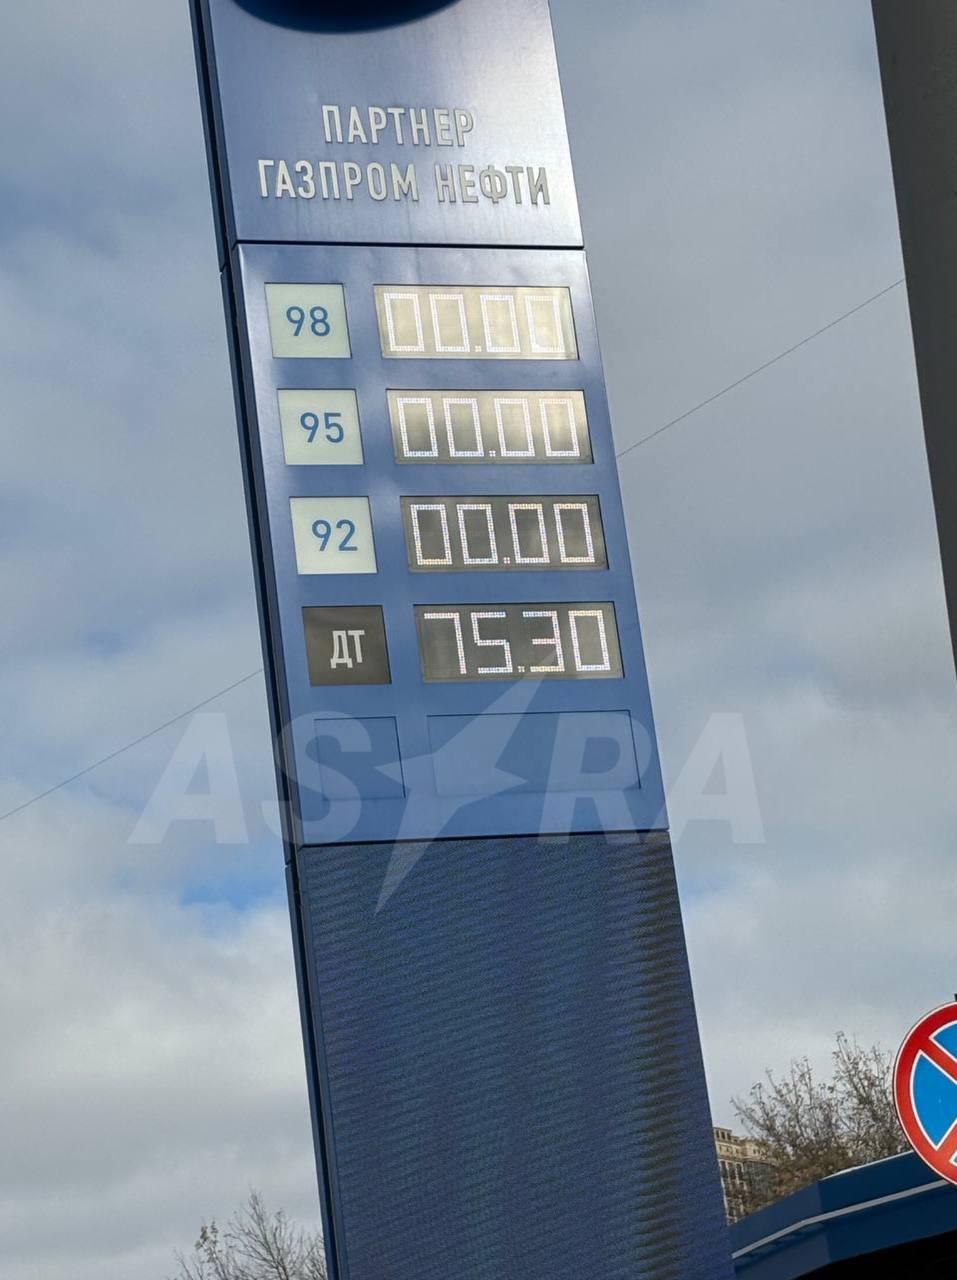 ПАРТНЕР
ГАЗПРОМ НЕФТИ
98 00.00
95 00.00
92 00.00
ДТ 75.30
ASTRA